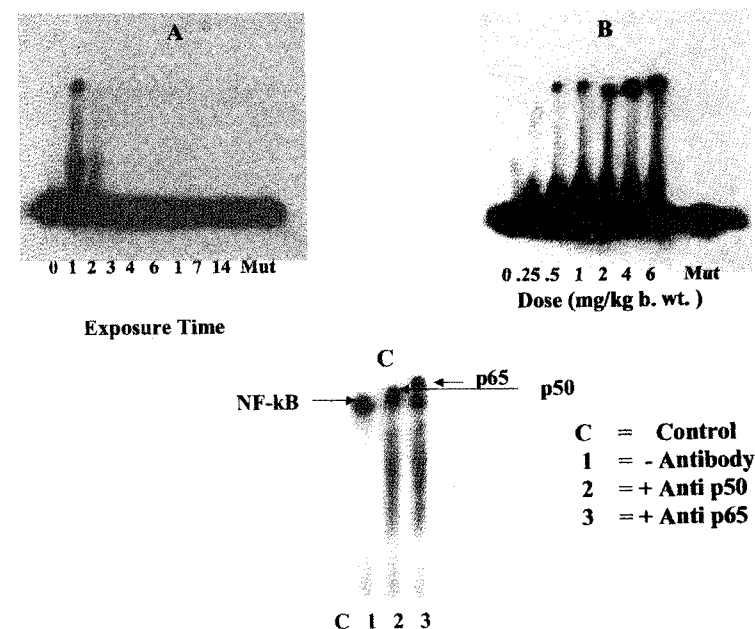 A
0 1 2 3 4 6 1 7 14 Mut
Exposure Time
B
0 .25 .5 1 2 4 6 Mut
Dose (mg/kg b. wt. )
C
NF-kB
p65
p50
C = Control
1 = - Antibody
2 = + Anti p50
3 = + Anti p65
C 1 2 3